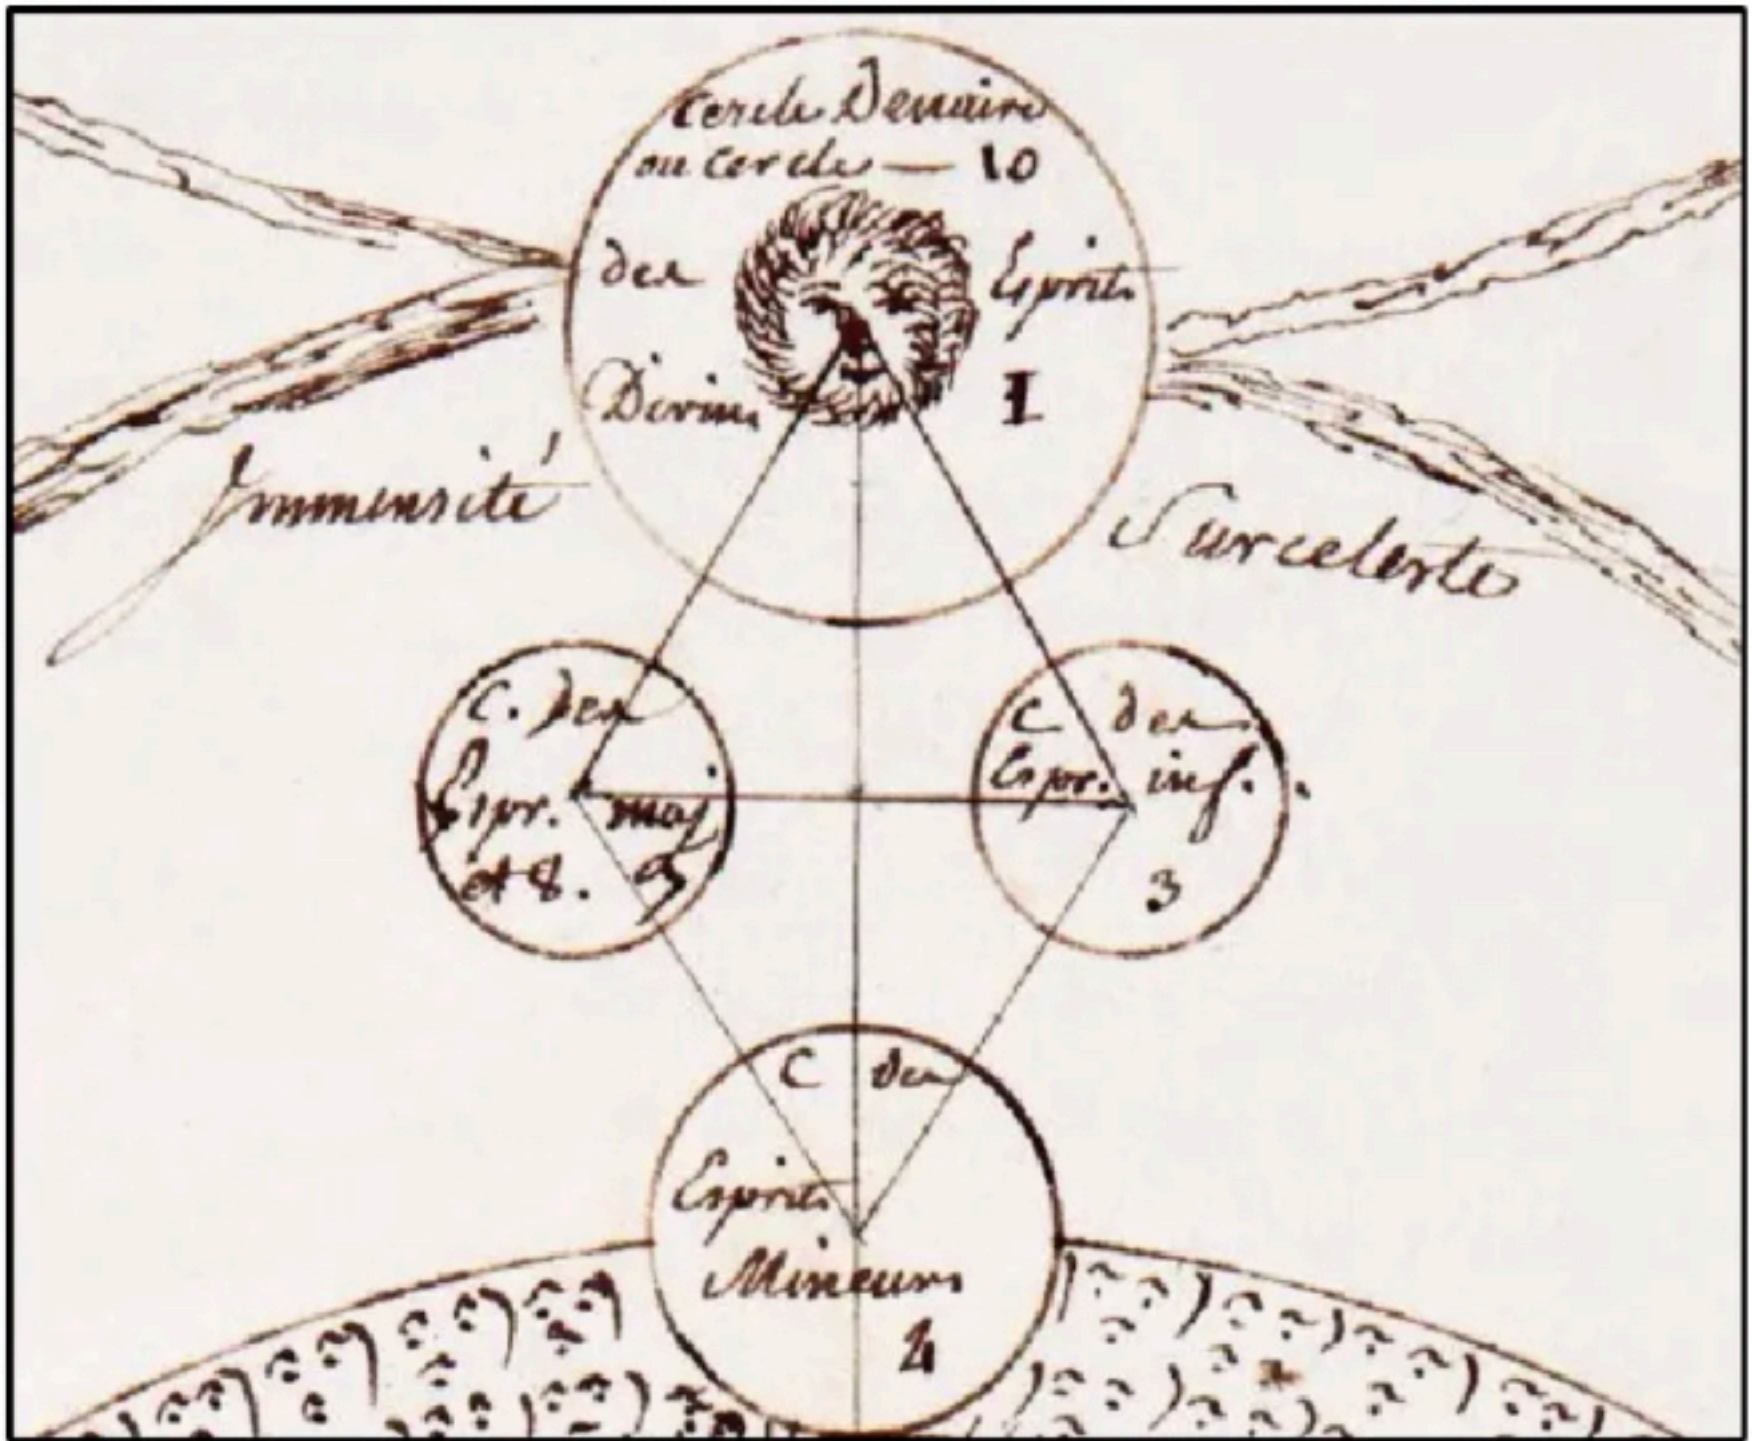 Cercle Denaire
ou cercle — 10
des Esprits
Divins 1
Immensité Surceleste
C. des
Espr. maj
et 8.
C des
Espr. inf.
3
C des
Esprits
Mineurs
4